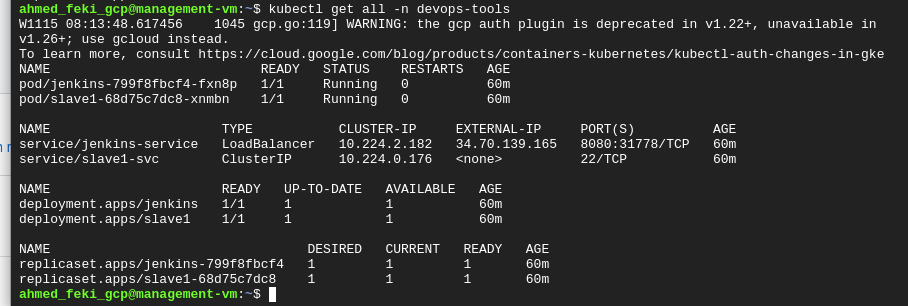 ahmed_feki_gcp@management-vm:~$ kubectl get all -n devops-tools
W1115 08:13:48.617456    1045 gcp.go:119] WARNING: the gcp auth plugin is deprecated in v1.22+, unavailable in
v1.26+; use gcloud instead.
To learn more, consult https://cloud.google.com/blog/products/containers-kubernetes/kubectl-auth-changes-in-gke
NAME                           READY   STATUS    RESTARTS   AGE
pod/jenkins-799f8fbcf4-fxn8p   1/1     Running   0          60m
pod/slave1-68d75c7dc8-xnmbn    1/1     Running   0          60m
NAME                      TYPE           CLUSTER-IP     EXTERNAL-IP     PORT(S)          AGE
service/jenkins-service   LoadBalancer   10.224.2.182   34.70.139.165   8080:31778/TCP   60m
service/slave1-svc        ClusterIP      10.224.0.176   <none>          22/TCP           60m
NAME                      READY   UP-TO-DATE   AVAILABLE   AGE
deployment.apps/jenkins   1/1     1            1           60m
deployment.apps/slave1    1/1     1            1           60m
NAME                                 DESIRED   CURRENT   READY   AGE
replicaset.apps/jenkins-799f8fbcf4   1         1         1       60m
replicaset.apps/slave1-68d75c7dc8    1         1         1       60m
ahmed_feki_gcp@management-vm:~$